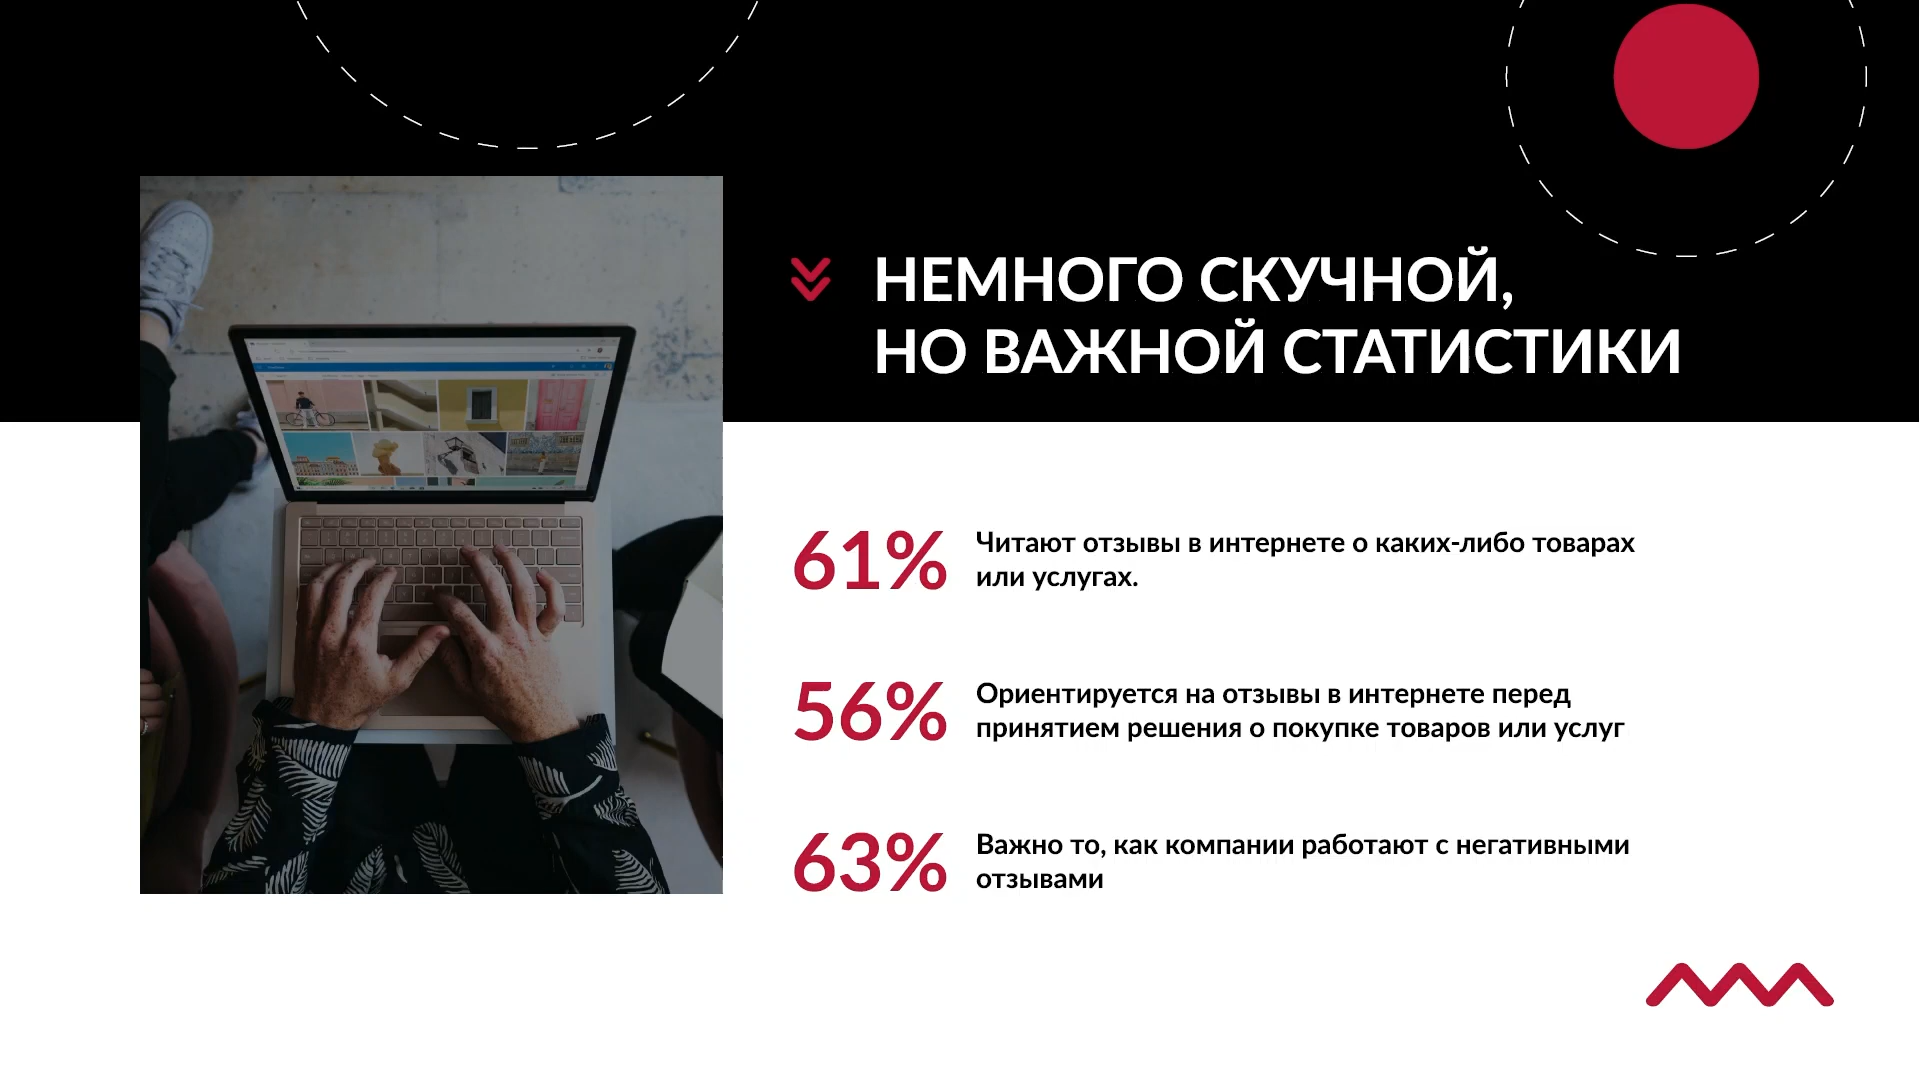 НЕМНОГО СКУЧНОЙ,
НО ВАЖНОЙ СТАТИСТИКИ
61%
Читают отзывы в интернете о каких-либо товарах
или услугах.
56%
Ориентируется на отзывы в интернете перед
принятием решения о покупке товаров или услуг
63%
Важно то, как компании работают с негативными
отзывами